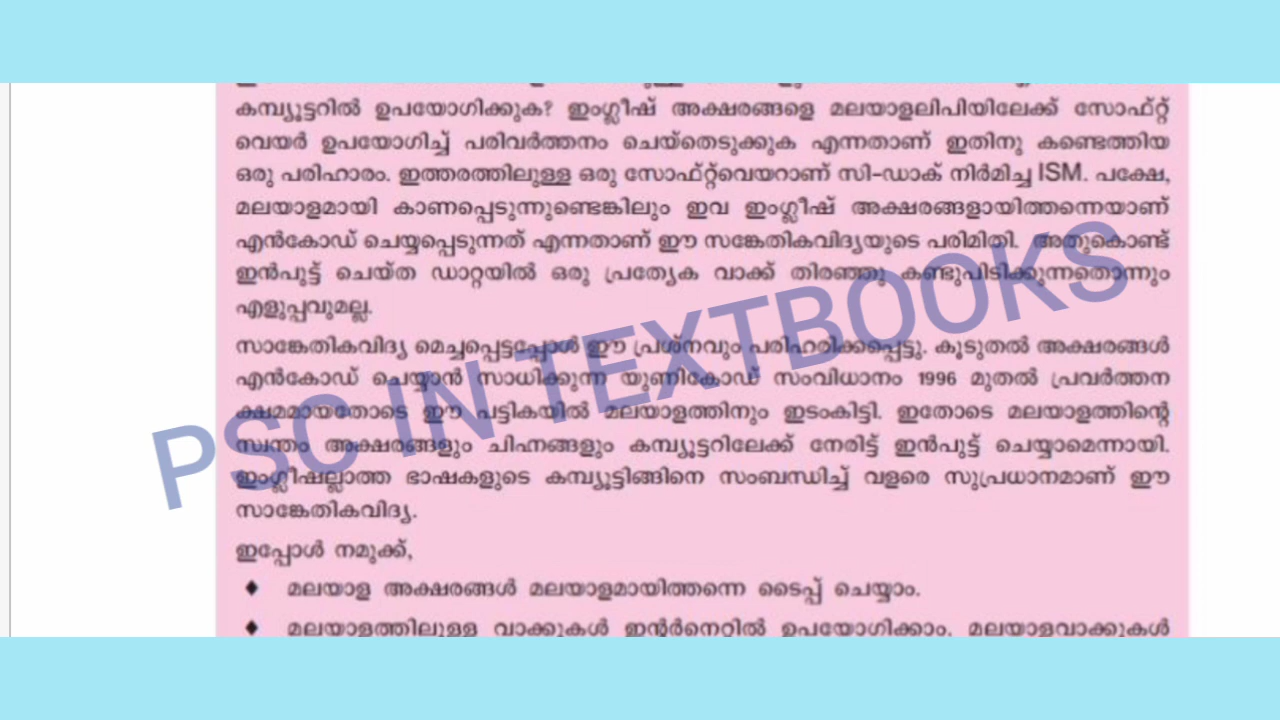 കമ്പ്യൂട്ടറിൽ ഉപയോഗിക്കുക? ഇംഗ്ലീഷ് അക്ഷരങ്ങളെ മലയാളലിപിയിലേക്ക് സോഫ്റ്റ്
വെയർ ഉപയോഗിച്ച് പരിവർത്തനം ചെയ്തെടുക്കുക എന്നതാണ് ഇതിനു കണ്ടെത്തിയ
ഒരു പരിഹാരം. ഇത്തരത്തിലുള്ള ഒരു സോഫ്റ്റ്‌വെയറാണ് സി-ഡാക് നിർമിച്ച ISM. പക്ഷേ,
മലയാളമായി കാണപ്പെടുന്നുണ്ടെങ്കിലും ഇവ ഇംഗ്ലീഷ് അക്ഷരങ്ങളായിത്തന്നെയാണ്
എൻകോഡ് ചെയ്യപ്പെടുന്നത് എന്നതാണ് ഈ സങ്കേതികവിദ്യയുടെ പരിമിതി. അതുകൊണ്ട്
ഇൻപുട്ട് ചെയ്ത ഡാറ്റയിൽ ഒരു പ്രത്യേക വാക്ക് തിരഞ്ഞു കണ്ടുപിടിക്കുന്നതൊന്നും
എളുപ്പവുമല്ല.
സാങ്കേതികവിദ്യ മെച്ചപ്പെട്ടപ്പോൾ ഈ പ്രശ്നവും പരിഹരിക്കപ്പെട്ടു. കൂടുതൽ അക്ഷരങ്ങൾ
എൻകോഡ് ചെയ്യാൻ സാധിക്കുന്ന യുണികോഡ് സംവിധാനം 1996 മുതൽ പ്രവർത്തന
ക്ഷമമായതോടെ ഈ പട്ടികയിൽ മലയാളത്തിനും ഇടംകിട്ടി. ഇതോടെ മലയാളത്തിന്റെ
സ്വന്തം അക്ഷരങ്ങളും ചിഹ്നങ്ങളും കമ്പ്യൂട്ടറിലേക്ക് നേരിട്ട് ഇൻപുട്ട് ചെയ്യാമെന്നായി.
ഇംഗ്ലീഷല്ലാത്ത ഭാഷകളുടെ കമ്പ്യൂട്ടിങ്ങിനെ സംബന്ധിച്ച് വളരെ സുപ്രധാനമാണ് ഈ
സാങ്കേതികവിദ്യ.
ഇപ്പോൾ നമുക്ക്,
♦ മലയാള അക്ഷരങ്ങൾ മലയാളമായിത്തന്നെ ടൈപ്പ് ചെയ്യാം.
♦ മലയാളത്തിലുള്ള വാക്കുകൾ ഇന്റർനെറ്റിൽ ഉപയോഗിക്കാം. മലയാളവാക്കുകൾ
PSC IN TEXTBOOKS